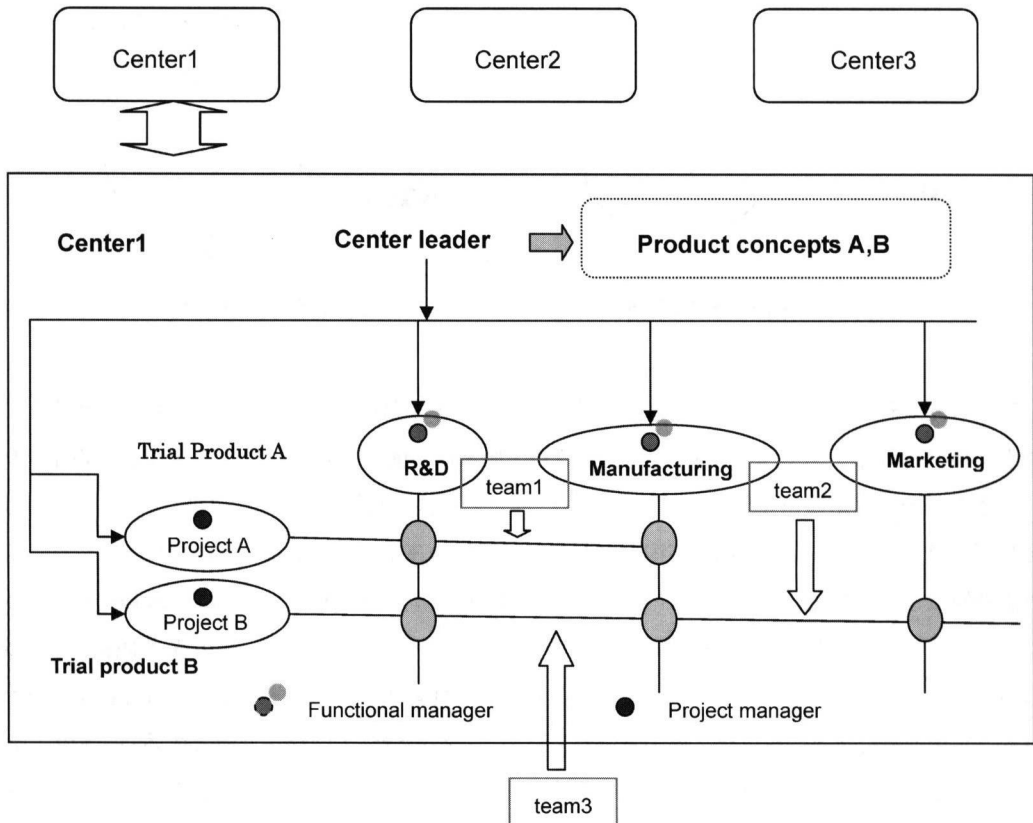 Center1
Center2
Center3
Center1
Center leader
Product concepts A,B
Trial Product A
R&D
team1
Manufacturing
team2
Marketing
Project A
Project B
Trial product B
Functional manager
Project manager
team3